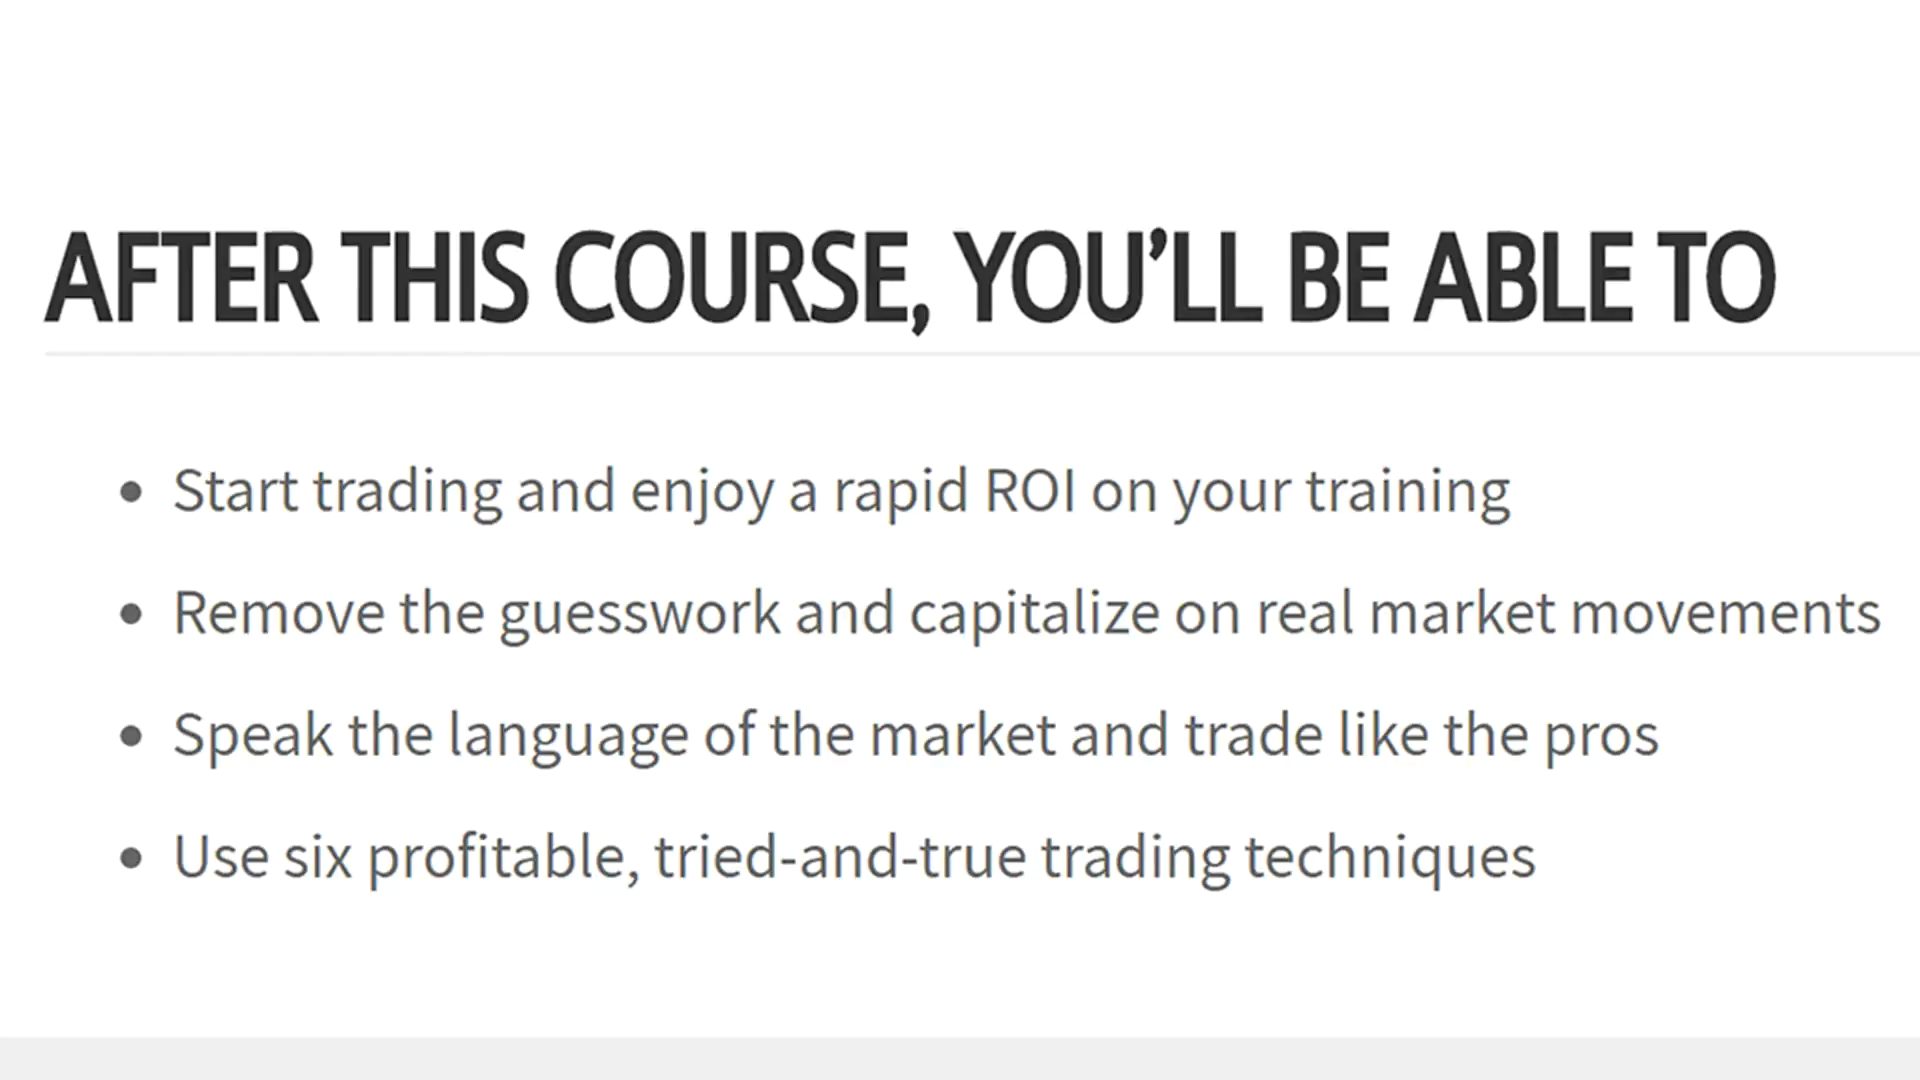 AFTER THIS COURSE, YOU’LL BE ABLE TO
• Start trading and enjoy a rapid ROI on your training
• Remove the guesswork and capitalize on real market movements
• Speak the language of the market and trade like the pros
• Use six profitable, tried-and-true trading techniques